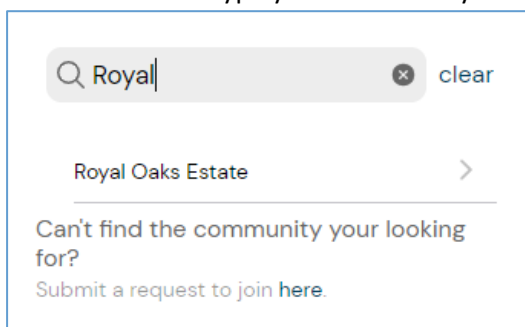 Royal clear
Royal Oaks Estate
Can't find the community your looking
for?
Submit a request to join here.